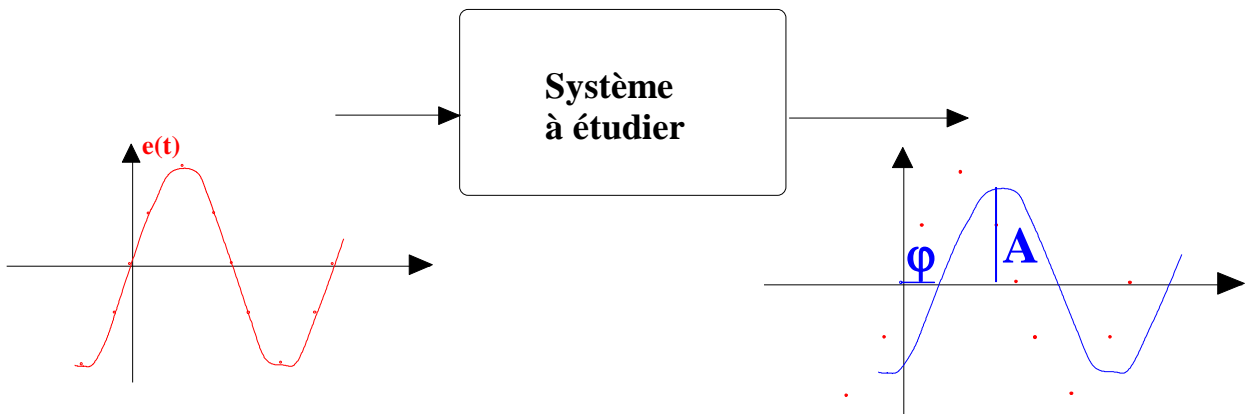 Système
à étudier
e(t)
φ
A